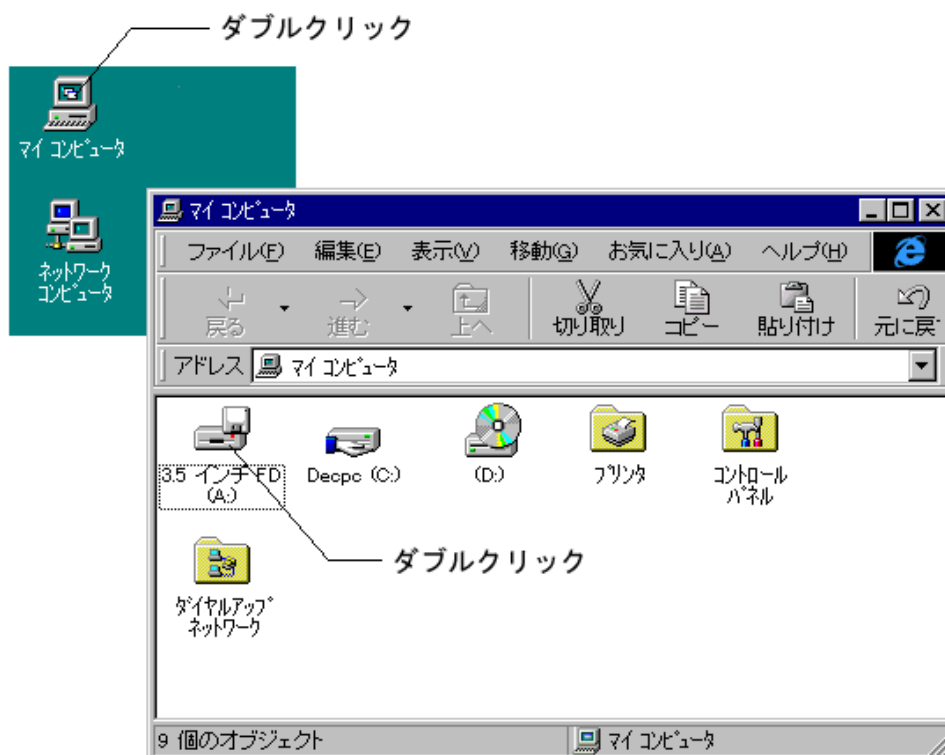 ダブルクリック
マイ コンピュータ
ネットワーク
コンピュータ
マイ コンピュータ
ファイル(F) 編集(E) 表示(V) 移動(G) お気に入り(A) ヘルプ(H)
戻る 進む 上へ 切り取り コピー 貼り付け 元に戻
アドレス マイ コンピュータ
3.5 インチ FD
(A:)
Decpc (C:)
(D:)
プリンタ
コントロール
パネル
ダブルクリック
ダイヤルアップ
ネットワーク
9 個のオブジェクト マイ コンピュータ